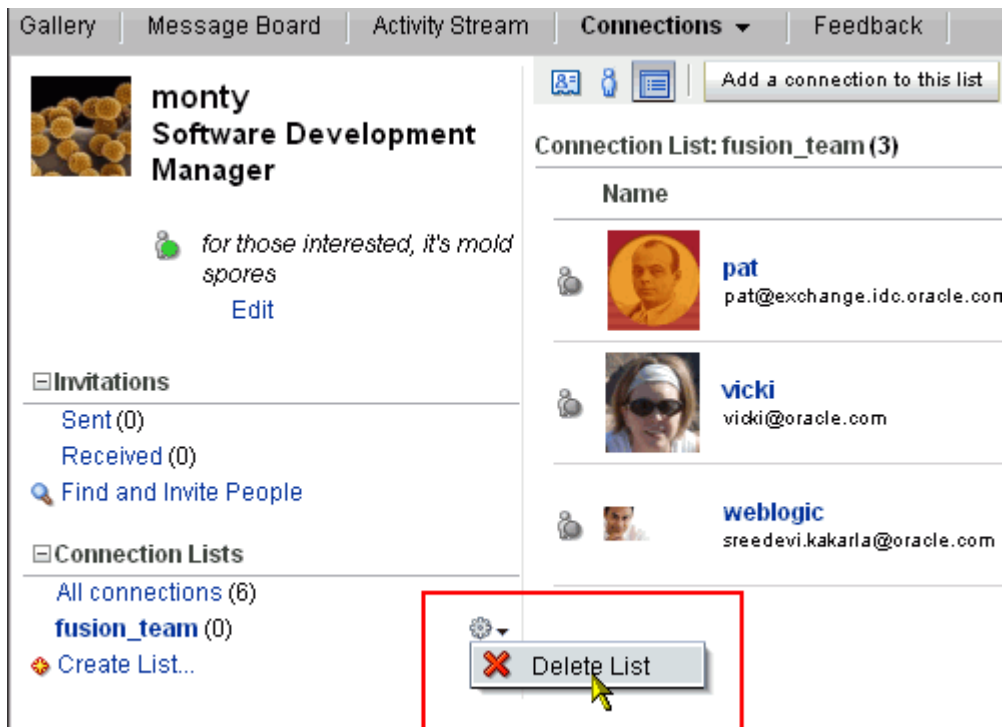 Gallery Message Board Activity Stream Connections Feedback
monty
Software Development
Manager
for those interested, it's mold
spores
Edit
Invitations
Sent (0)
Received (0)
Find and Invite People
Connection Lists
All connections (6)
fusion_team (0)
Create List...
Delete List
Add a connection to this list
Connection List: fusion_team (3)
Name
pat
pat@exchange.idc.oracle.com
vicki
vicki@oracle.com
weblogic
sreedevi.kakarla@oracle.com